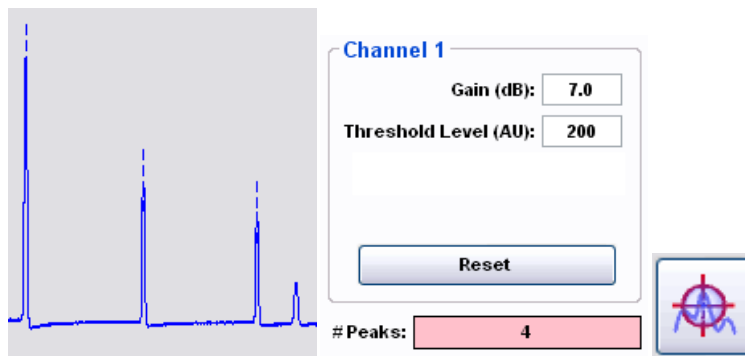 Channel 1
Gain (dB): 7.0
Threshold Level (AU): 200
Reset
# Peaks: 4